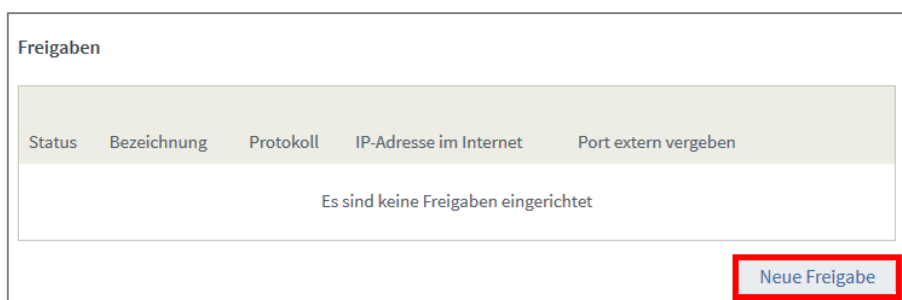 Freigaben
Status Bezeichnung Protokoll IP-Adresse im Internet Port extern vergeben
Es sind keine Freigaben eingerichtet
Neue Freigabe